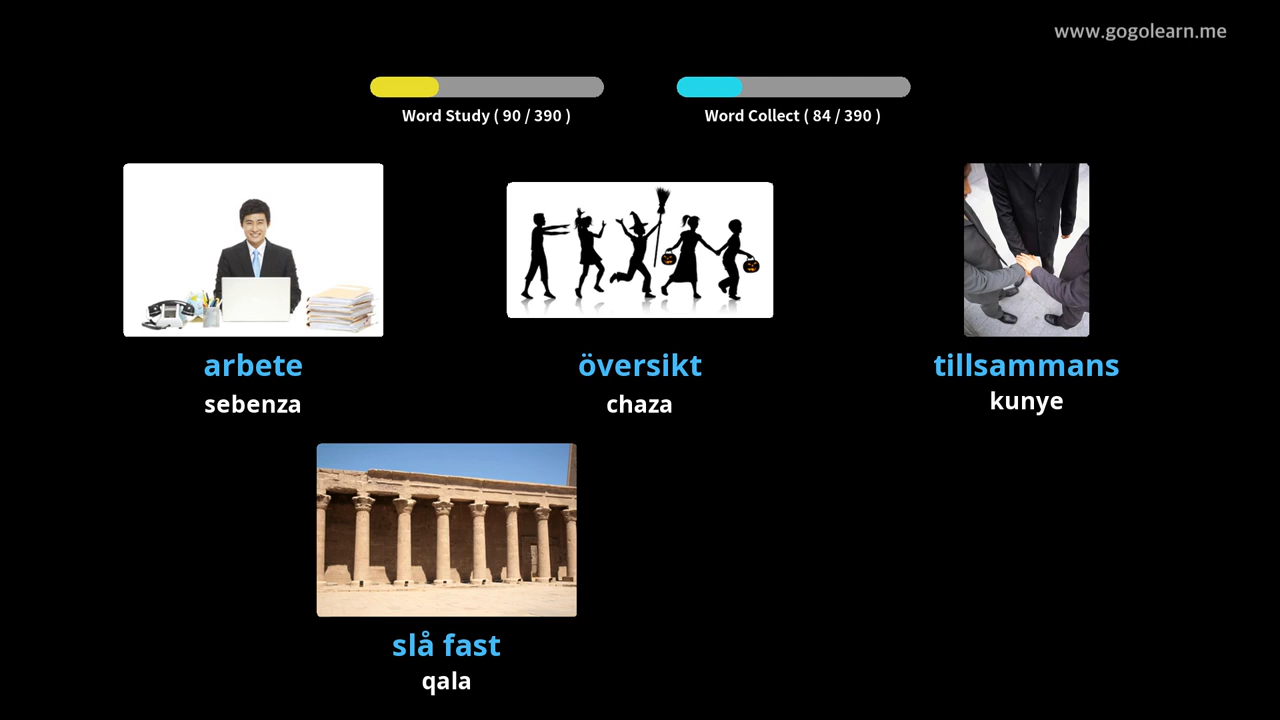 www.gogolearn.me
Word Study ( 90 / 390 )
Word Collect ( 84 / 390 )
arbete
sebenza
översikt
chaza
tillsammans
kunye
slå fast
qala